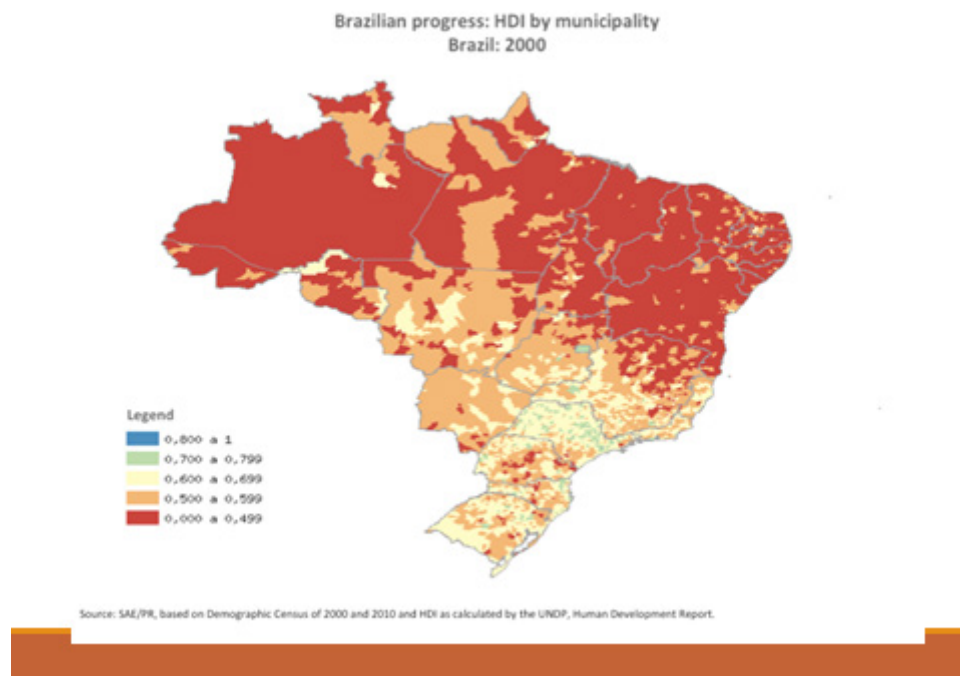 Brazilian progress: HDI by municipality
Brazil: 2000
Legend
0,800 a 1
0,700 a 0,799
0,600 a 0,699
0,500 a 0,599
0,000 a 0,499
Source: SAE/PR, based on Demographic Census of 2000 and 2010 and HDI as calculated by the UNDP, Human Development Report.